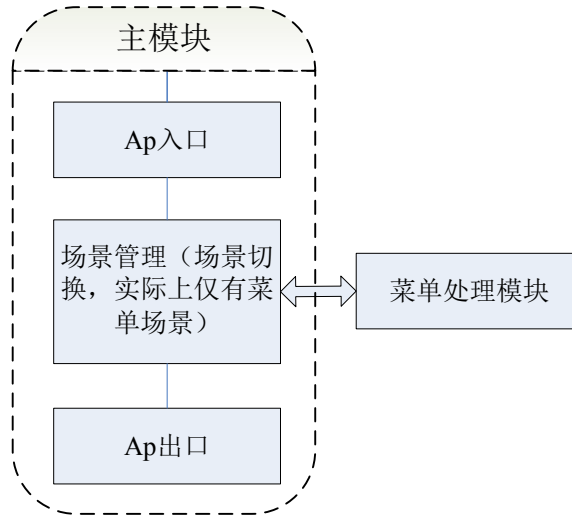 主模块
Ap入口
场景管理（场景切
换，实际上仅有菜
单场景）
菜单处理模块
Ap出口